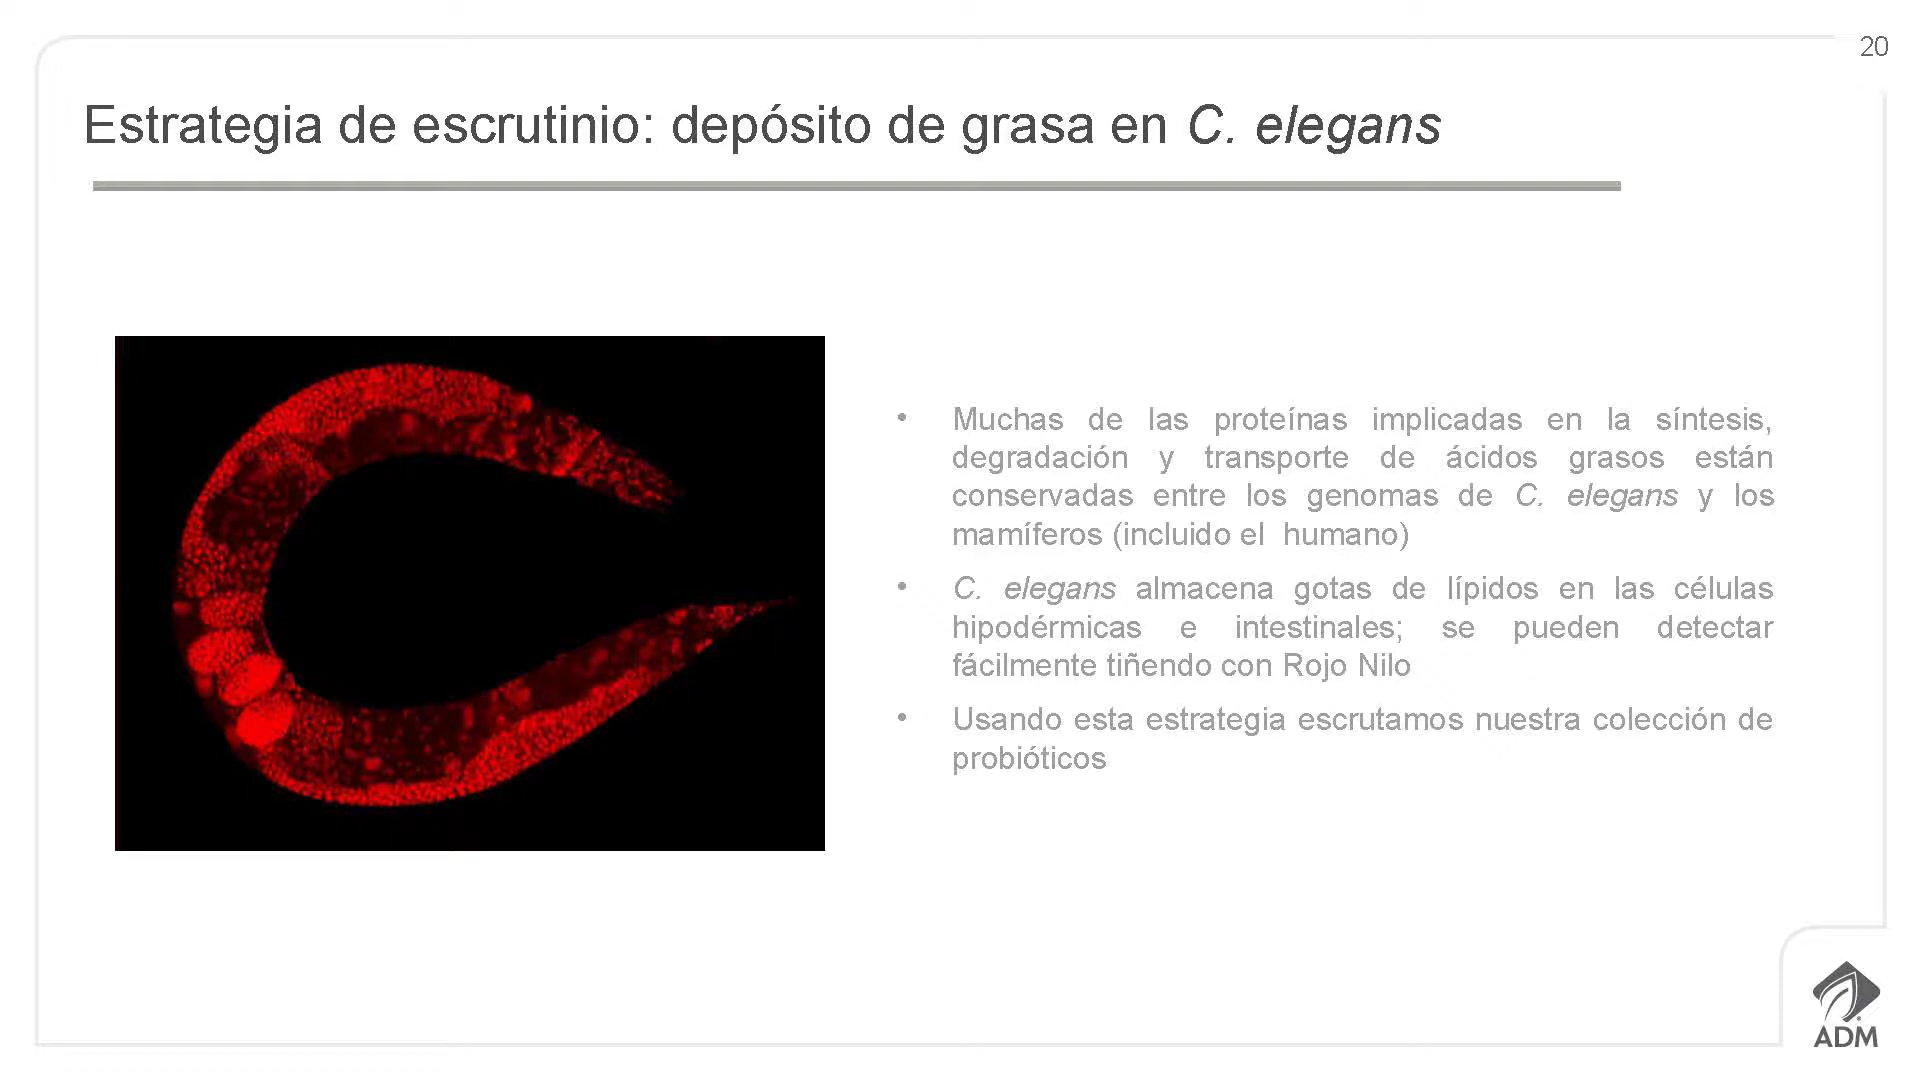 20
Estrategia de escrutinio: depósito de grasa en C. elegans
• Muchas de las proteínas implicadas en la síntesis,
degradación y transporte de ácidos grasos están
conservadas entre los genomas de C. elegans y los
mamíferos (incluido el humano)
• C. elegans almacena gotas de lípidos en las células
hipodérmicas e intestinales; se pueden detectar
fácilmente tiñendo con Rojo Nilo
• Usando esta estrategia escrutamos nuestra colección de
probióticos
ADM